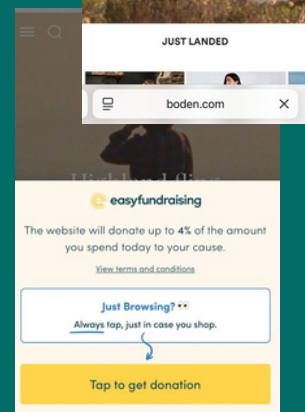 JUST LANDED
boden.com
Highland fling
easyfundraising
The website will donate up to 4% of the amount
you spend today to your cause.
View terms and conditions
Just Browsing? 👀
Always tap, just in case you shop.
Tap to get donation